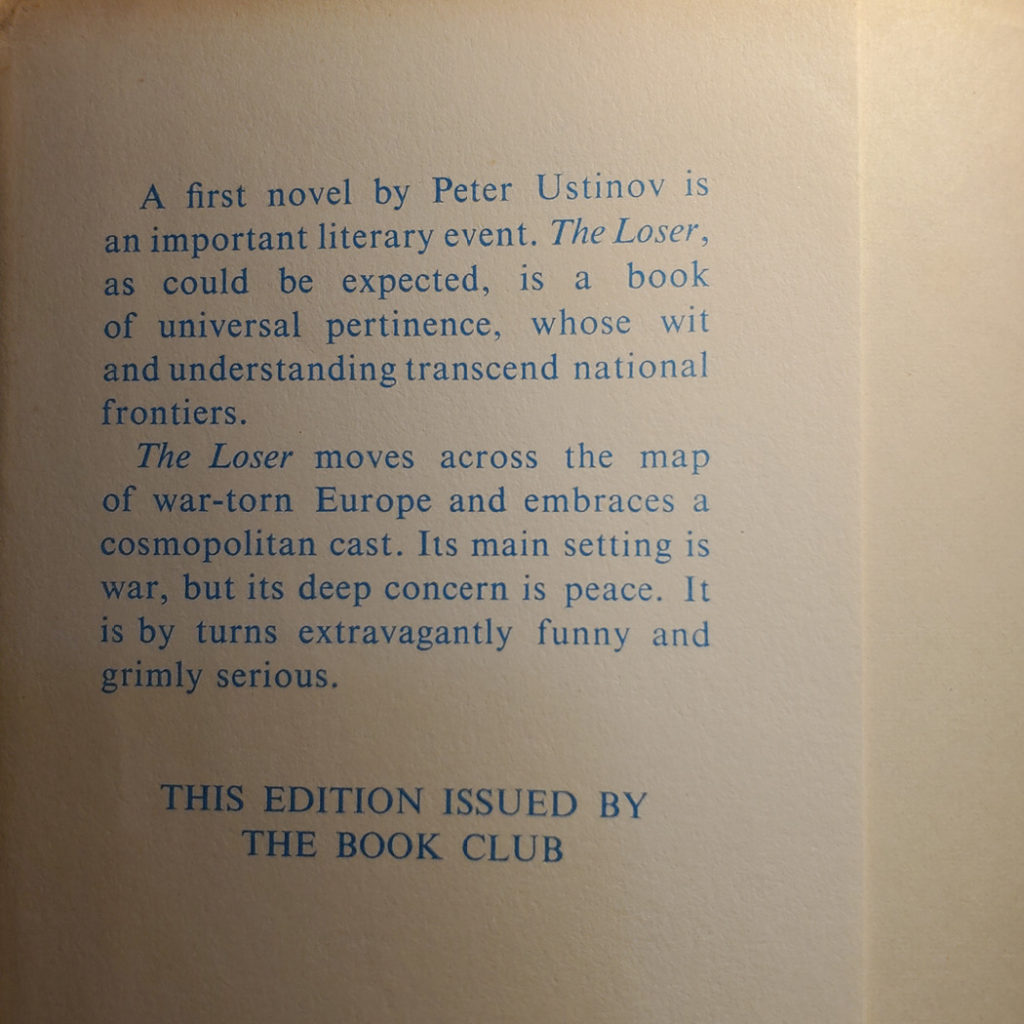 A first novel by Peter Ustinov is
an important literary event. The Loser,
as could be expected, is a book
of universal pertinence, whose wit
and understanding transcend national
frontiers.
The Loser moves across the map
of war-torn Europe and embraces a
cosmopolitan cast. Its main setting is
war, but its deep concern is peace. It
is by turns extravagantly funny and
grimly serious.
THIS EDITION ISSUED BY
THE BOOK CLUB